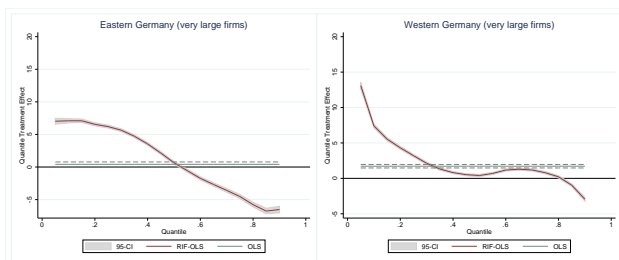 Eastern Germany (very large firms)
Quantile Treatment Effect
20
15
10
5
0
-5
0
.2
.4
.6
.8
1
Quantile
95-CI
RIF-OLS
OLS
Western Germany (very large firms)
Quantile Treatment Effect
20
15
10
5
0
-5
0
.2
.4
.6
.8
1
Quantile
95-CI
RIF-OLS
OLS